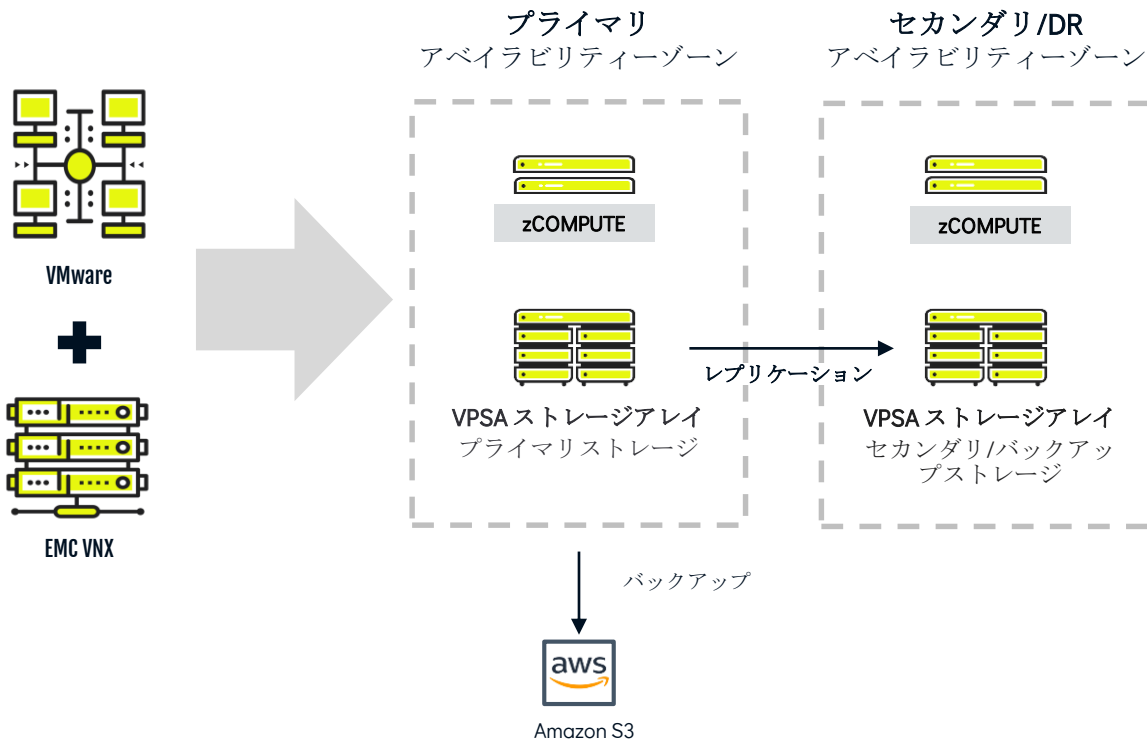 プライマリ
アベイラビリティーゾーン
セカンダリ/DR
アベイラビリティーゾーン
VMware
EMC VNX
zCOMPUTE
VPSA ストレージアレイ
プライマリストレージ
レプリケーション
zCOMPUTE
VPSA ストレージアレイ
セカンダリ/バックアッ
プストレージ
バックアップ
aws
Amazon S3